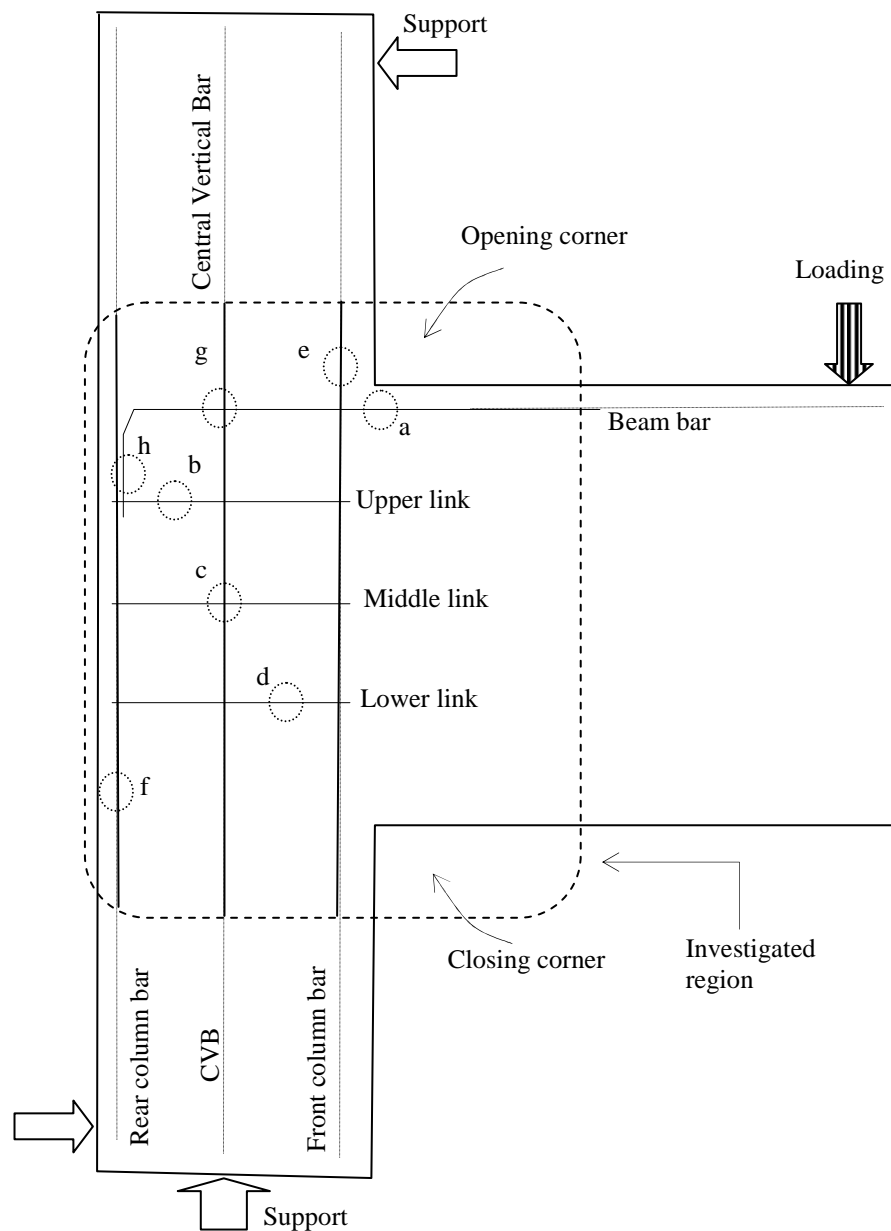 Support
Central Vertical Bar
Opening corner
Loading
g
e
a
Beam bar
h
b
Upper link
c
Middle link
d
Lower link
f
Closing corner
Investigated
region
Rear column bar
CVB
Front column bar
Support